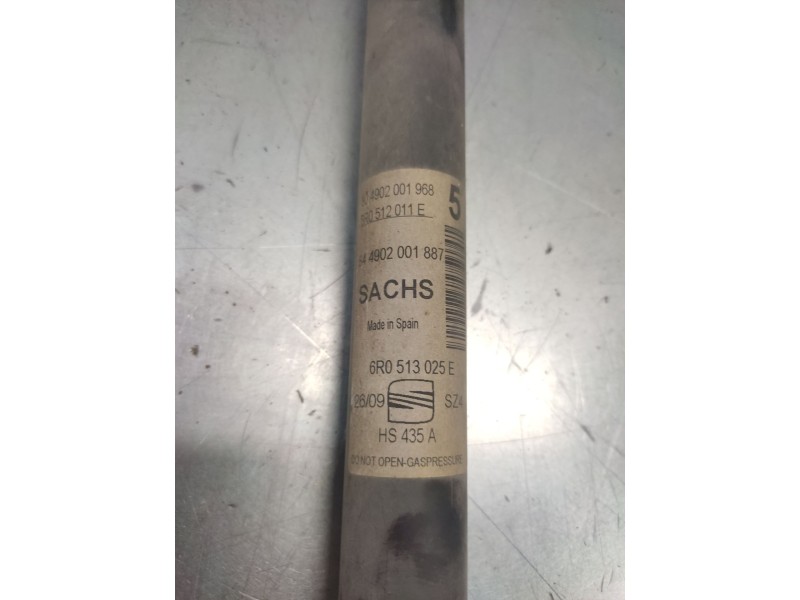 4902 001 968
5
6R0 512 011 E
4902 001 887
SACHS
Made in Spain
6R0 513 025 E
26/09
SZ4
HS 435 A
DO NOT OPEN-GASPRESSURE